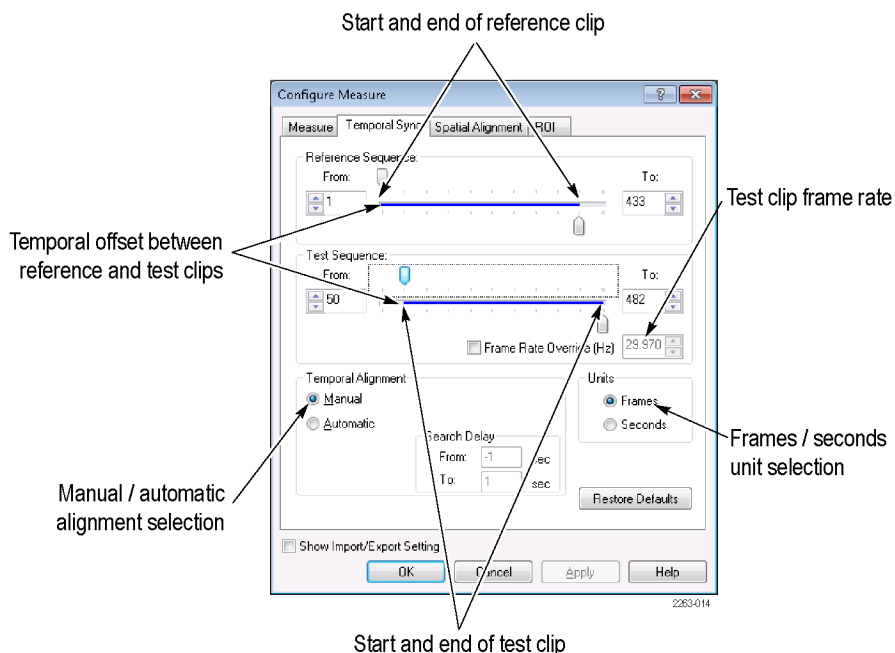 Start and end of reference clip
Configure Measure
Measure
Temporal Sync
Spatial Alignment
ROI
Reference Sequence:
From:
To:
1
433
Test clip frame rate
Temporal offset between
reference and test clips
Test Sequence:
From:
To:
50
482
Frame Rate Override (Hz)
29.970
Temporal Alignment
Manual
Automatic
Search Delay
From: -1 sec
To: 1 sec
Units
Frames
Seconds
Frames / seconds
unit selection
Manual / automatic
alignment selection
Restore Defaults
Show Import/Export Setting
OK
Cancel
Apply
Help
2263-014
Start and end of test clip